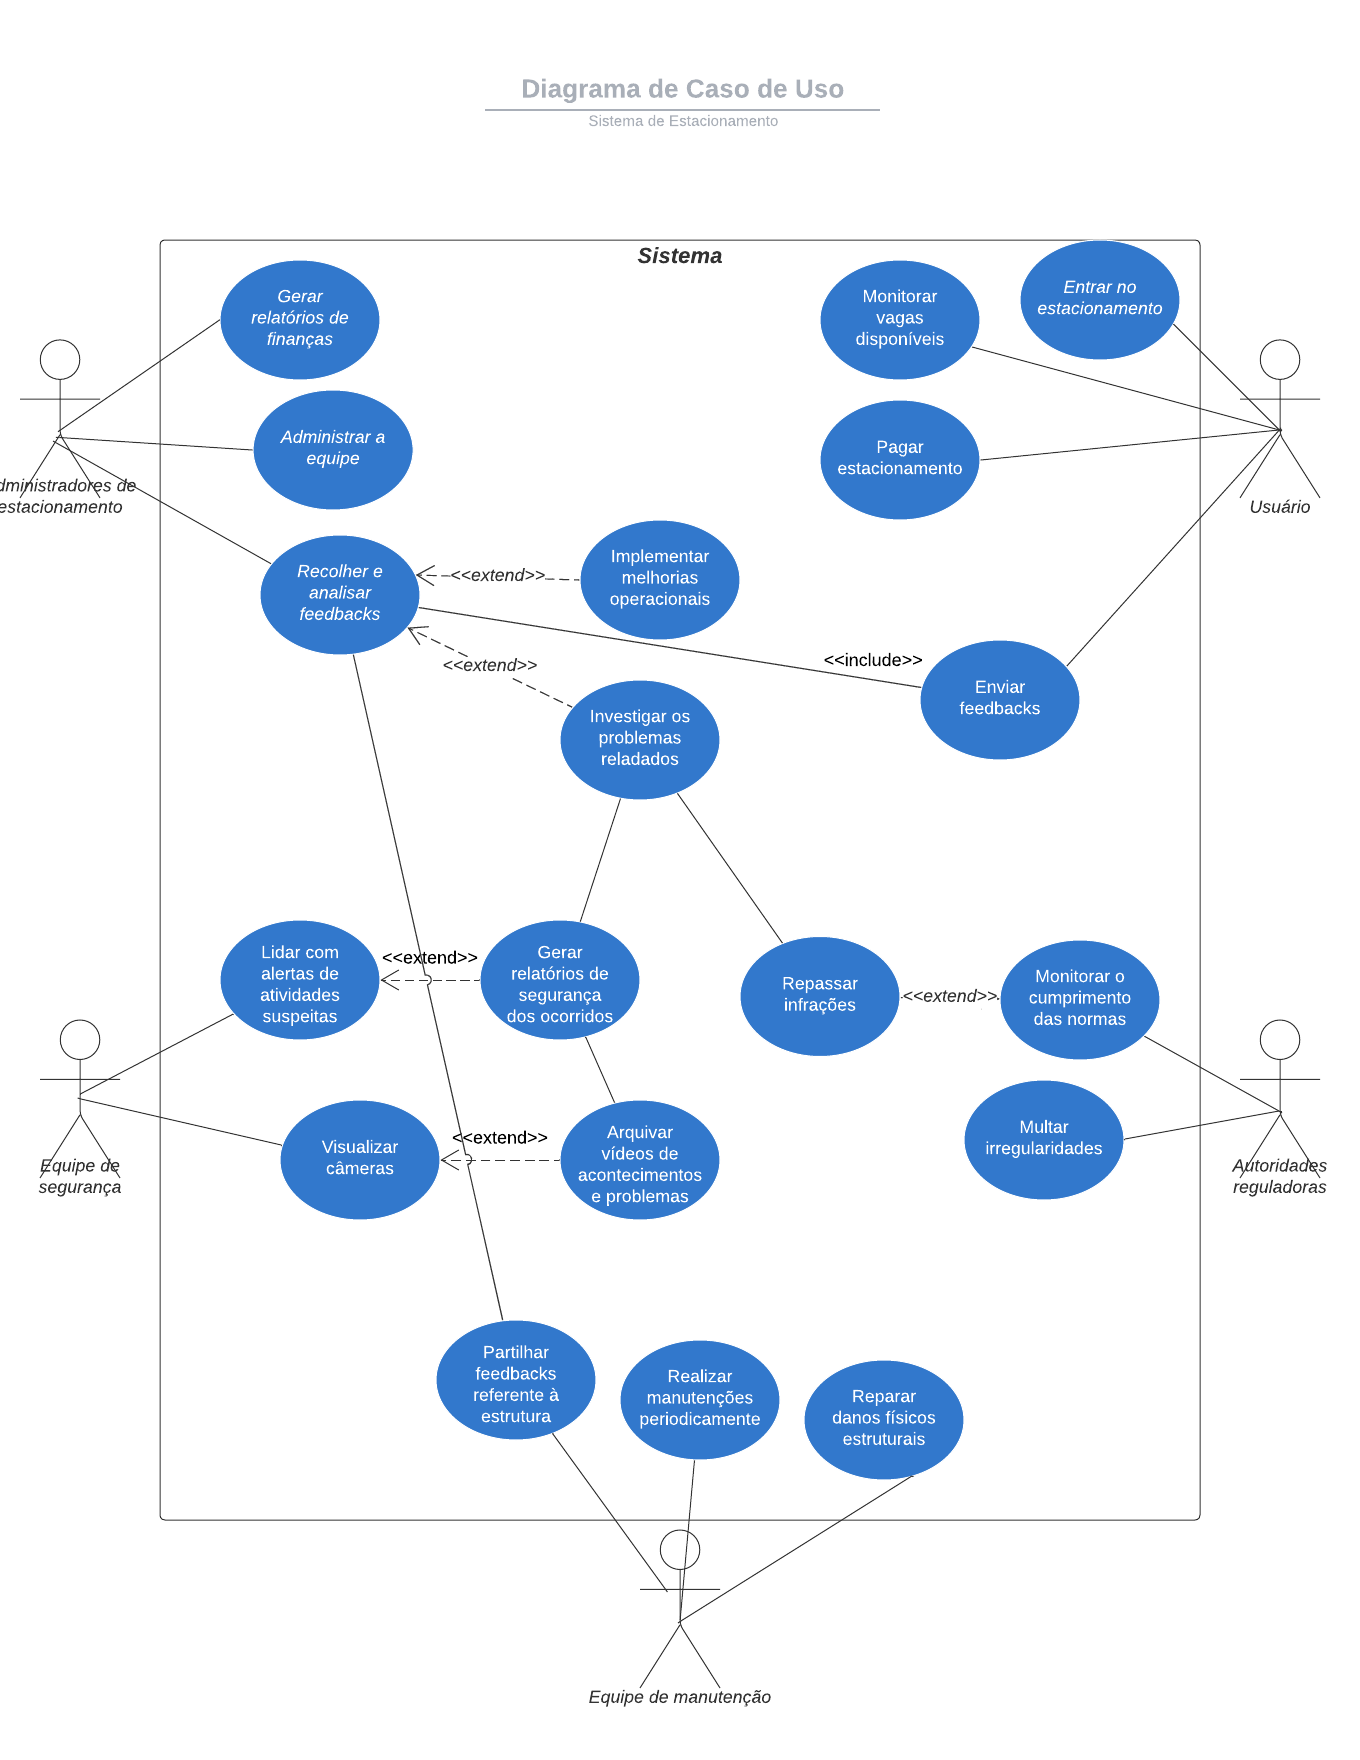 Diagrama de Caso de Uso
Sistema de Estacionamento
Sistema
Gerar
relatórios de
finanças
Monitorar
vagas
disponíveis
Entrar no
estacionamento
Administrar a
equipe
Pagar
estacionamento
dministradores de
estacionamento
Usuário
Recolher e
analisar
feedbacks
<<extend>>
Implementar
melhorias
operacionais
<<extend>>
<<include>>
Enviar
feedbacks
Investigar os
problemas
reladados
Lidar com
alertas de
atividades
suspeitas
<<extend>>
Gerar
relatórios de
segurança
dos ocorridos
Repassar
infrações
<<extend>>
Monitorar o
cumprimento
das normas
Equipe de
segurança
Visualizar
câmeras
<<extend>>
Arquivar
vídeos de
acontecimentos
e problemas
Multar
irregularidades
Autoridades
reguladoras
Partilhar
feedbacks
referente à
estrutura
Realizar
manutenções
periodicamente
Reparar
danos físicos
estruturais
Equipe de manutenção